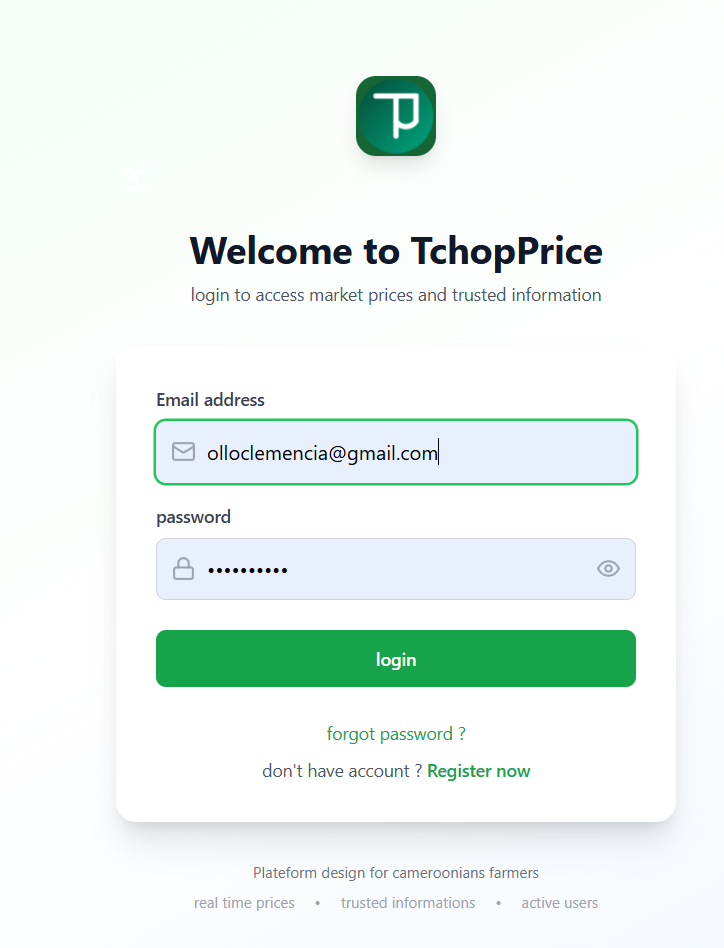 TP
Welcome to TchopPrice
login to access market prices and trusted information
Email address
olloclemencia@gmail.com
password
••••••••••
login
forgot password ?
don't have account ? Register now
Plateform design for cameroonians farmers
real time prices • trusted informations • active users